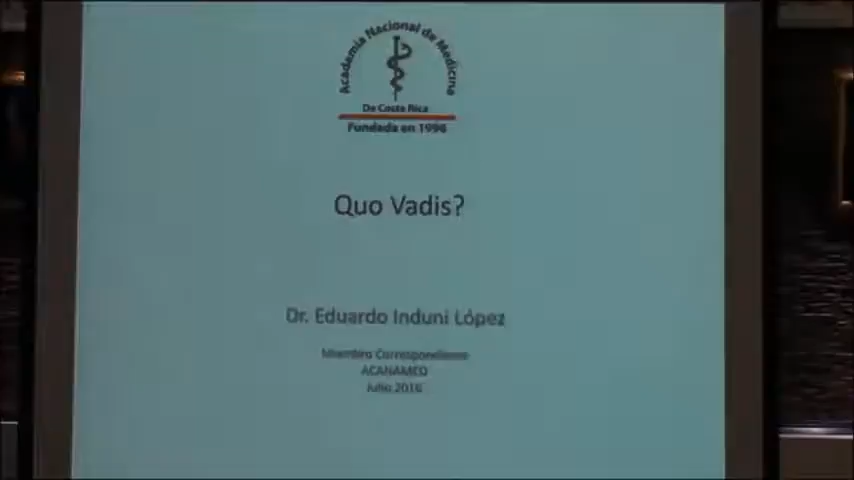 Academia Nacional de Medicina
De Costa Rica
Fundada en 1996
Quo Vadis?
Dr. Eduardo Induni López
Miembro Correspondiente
ACANAMED
Julio 2016